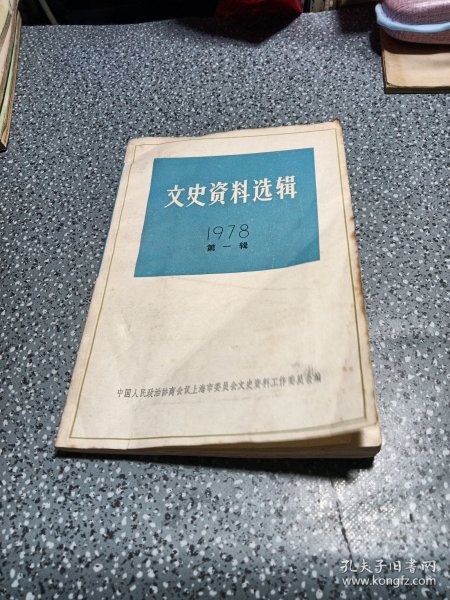 文史资料选辑
1978
第一辑
中国人民政治协商会议上海市委员会文史资料工作委员会编
孔夫子旧书网
www.kongfz.com